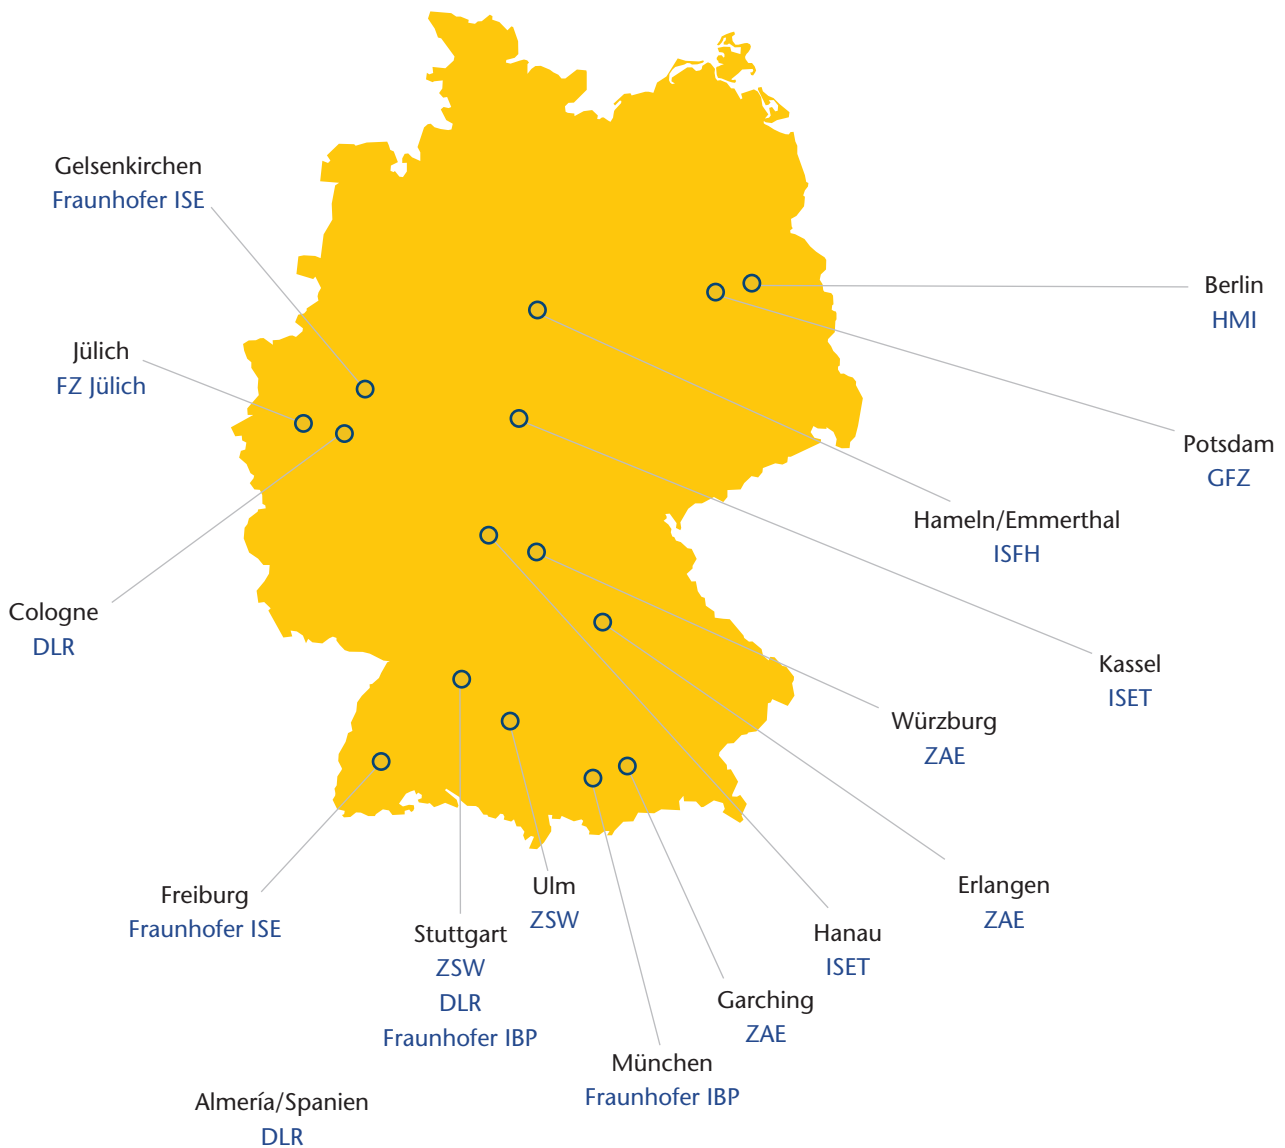 Gelsenkirchen
Fraunhofer ISE
Berlin
HMI
Jülich
FZ Jülich
Potsdam
GFZ
Hameln/Emmerthal
ISFH
Cologne
DLR
Kassel
ISET
Würzburg
ZAE
Freiburg
Fraunhofer ISE
Ulm
ZSW
Erlangen
ZAE
Stuttgart
ZSW
DLR
Fraunhofer IBP
Hanau
ISET
Garching
ZAE
München
Fraunhofer IBP
Almería/Spanien
DLR